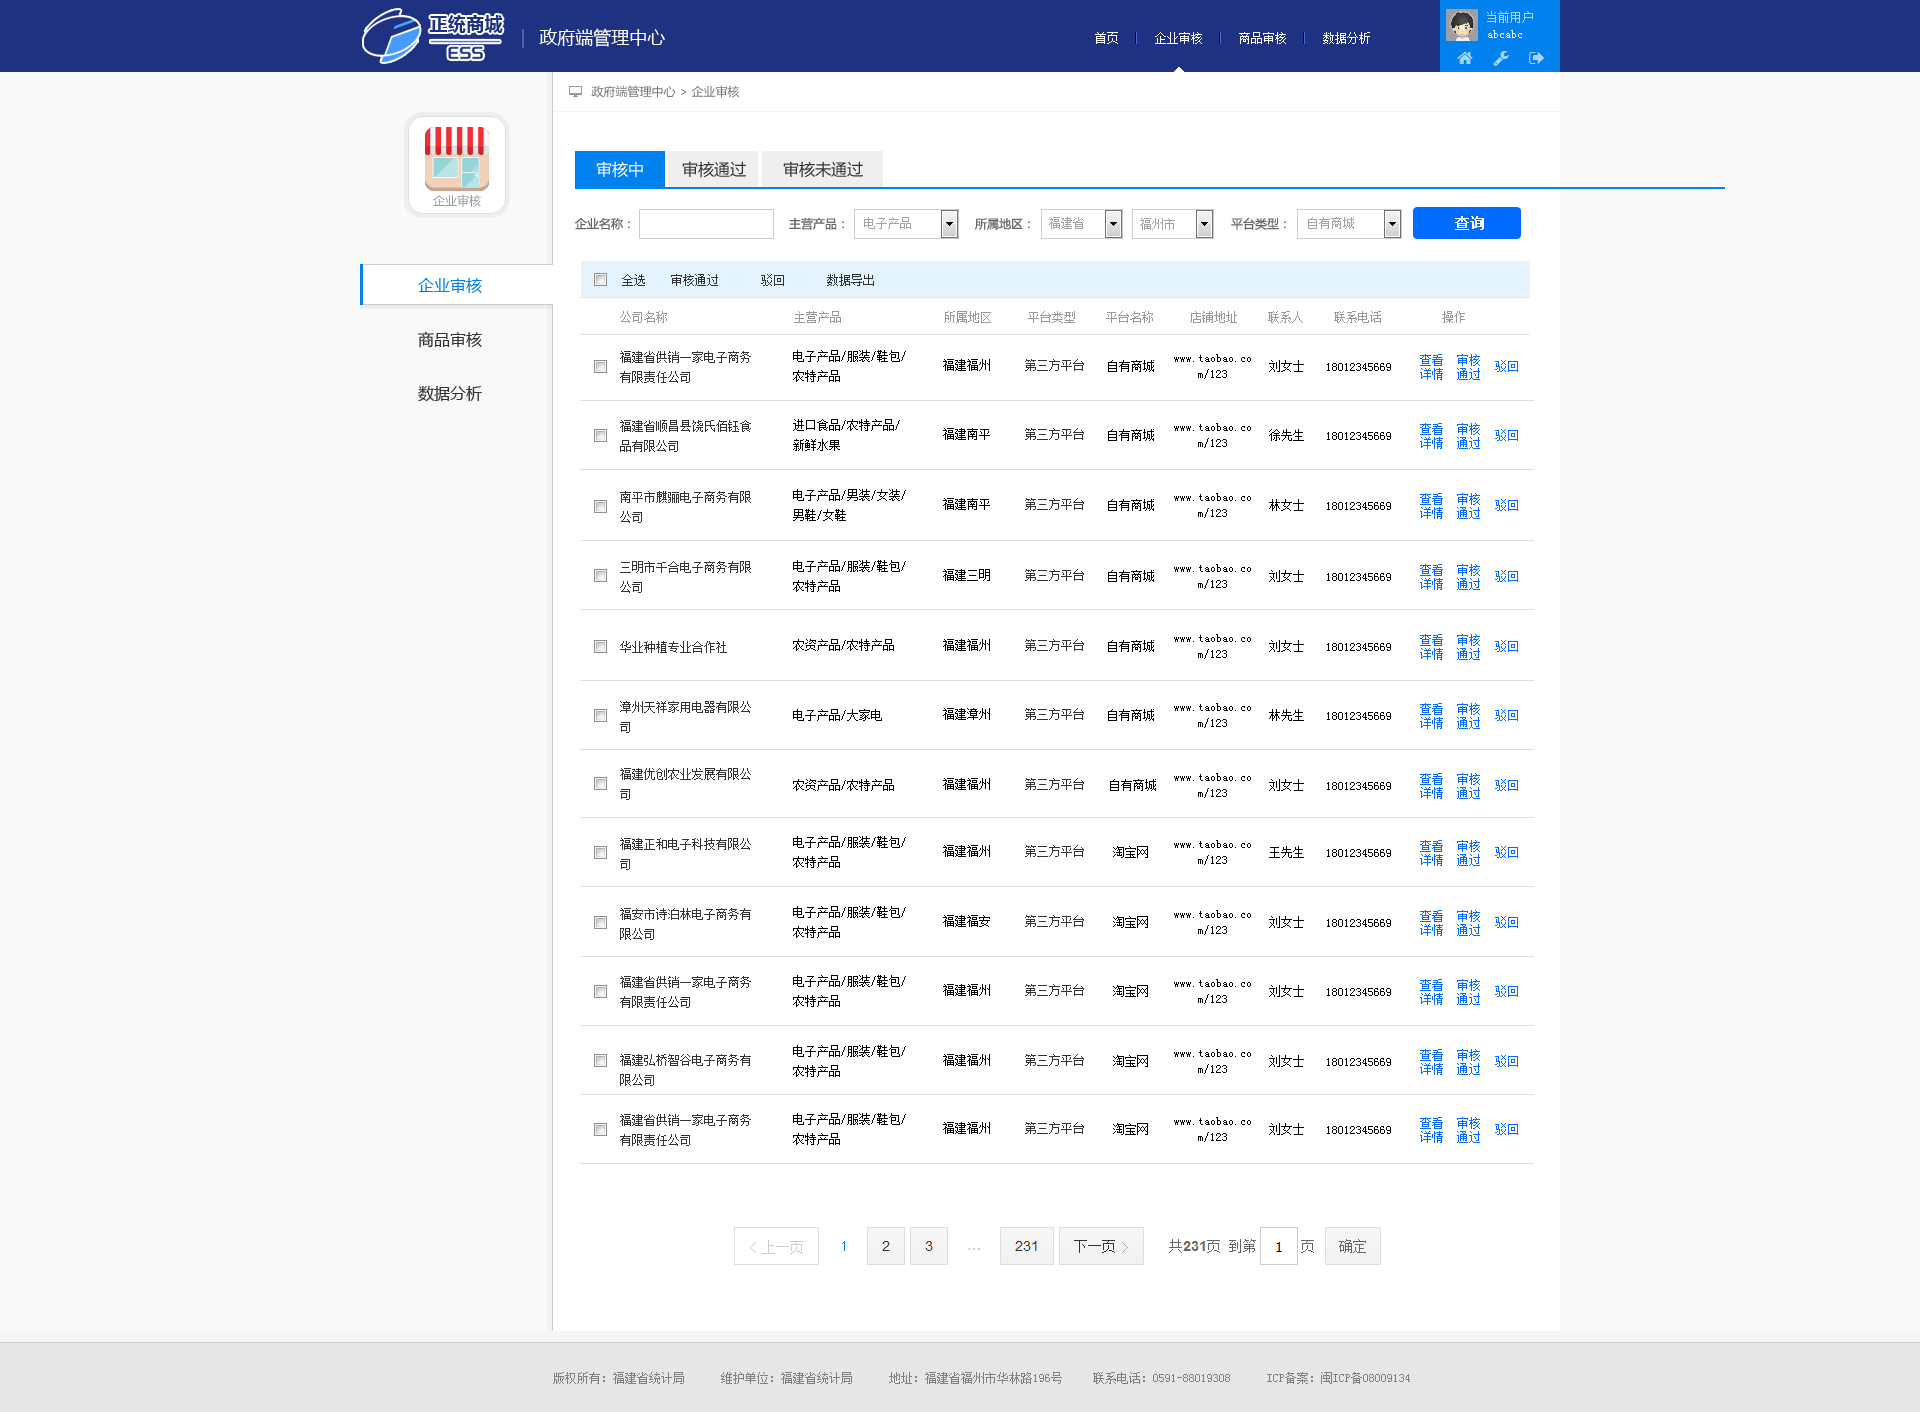 正统商城
ESS
政府端管理中心
首页 企业审核 商品审核 数据分析
当前用户
abcabc
政府端管理中心 > 企业审核
企业审核
企业审核
商品审核
数据分析
审核中 审核通过 审核未通过
企业名称： 主营产品： 电子产品 所属地区： 福建省 福州市 平台类型： 自有商城 查询
全选 审核通过 驳回 数据导出
公司名称 主营产品 所属地区 平台类型 平台名称 店铺地址 联系人 联系电话 操作
福建省供销一家电子商务 电子产品/服装/鞋包/ 福建福州 第三方平台 自有商城 www.taobao.co 刘女士 18012345669 查看 审核 驳回
有限责任公司 农特产品 m/123 详情 通过
福建省顺昌县饶氏佰钰食 进口食品/农特产品/ 福建南平 第三方平台 自有商城 www.taobao.co 徐先生 18012345669 查看 审核 驳回
品有限公司 新鲜水果 m/123 详情 通过
南平市麒骊电子商务有限 电子产品/男装/女装/ 福建南平 第三方平台 自有商城 www.taobao.co 林女士 18012345669 查看 审核 驳回
公司 男鞋/女鞋 m/123 详情 通过
三明市千合电子商务有限 电子产品/服装/鞋包/ 福建三明 第三方平台 自有商城 www.taobao.co 刘女士 18012345669 查看 审核 驳回
公司 农特产品 m/123 详情 通过
华业种植专业合作社 农资产品/农特产品 福建福州 第三方平台 自有商城 www.taobao.co 刘女士 18012345669 查看 审核 驳回
m/123 详情 通过
漳州天祥家用电器有限公 电子产品/大家电 福建漳州 第三方平台 自有商城 www.taobao.co 林先生 18012345669 查看 审核 驳回
司 m/123 详情 通过
福建优创农业发展有限公 农资产品/农特产品 福建福州 第三方平台 自有商城 www.taobao.co 刘女士 18012345669 查看 审核 驳回
司 m/123 详情 通过
福建正和电子科技有限公 电子产品/服装/鞋包/ 福建福州 第三方平台 淘宝网 www.taobao.co 王先生 18012345669 查看 审核 驳回
司 农特产品 m/123 详情 通过
福安市诗泊林电子商务有 电子产品/服装/鞋包/ 福建福安 第三方平台 淘宝网 www.taobao.co 刘女士 18012345669 查看 审核 驳回
限公司 农特产品 m/123 详情 通过
福建省供销一家电子商务 电子产品/服装/鞋包/ 福建福州 第三方平台 淘宝网 www.taobao.co 刘女士 18012345669 查看 审核 驳回
有限责任公司 农特产品 m/123 详情 通过
福建弘桥智谷电子商务有 电子产品/服装/鞋包/ 福建福州 第三方平台 淘宝网 www.taobao.co 刘女士 18012345669 查看 审核 驳回
限公司 农特产品 m/123 详情 通过
福建省供销一家电子商务 电子产品/服装/鞋包/ 福建福州 第三方平台 淘宝网 www.taobao.co 刘女士 18012345669 查看 审核 驳回
有限责任公司 农特产品 m/123 详情 通过
上一页 1 2 3 ... 231 下一页 共231页 到第 1 页 确定
版权所有：福建省统计局 维护单位：福建省统计局 地址：福建省福州市华林路196号 联系电话：0591-88019308 ICP备案：闽ICP备08009134